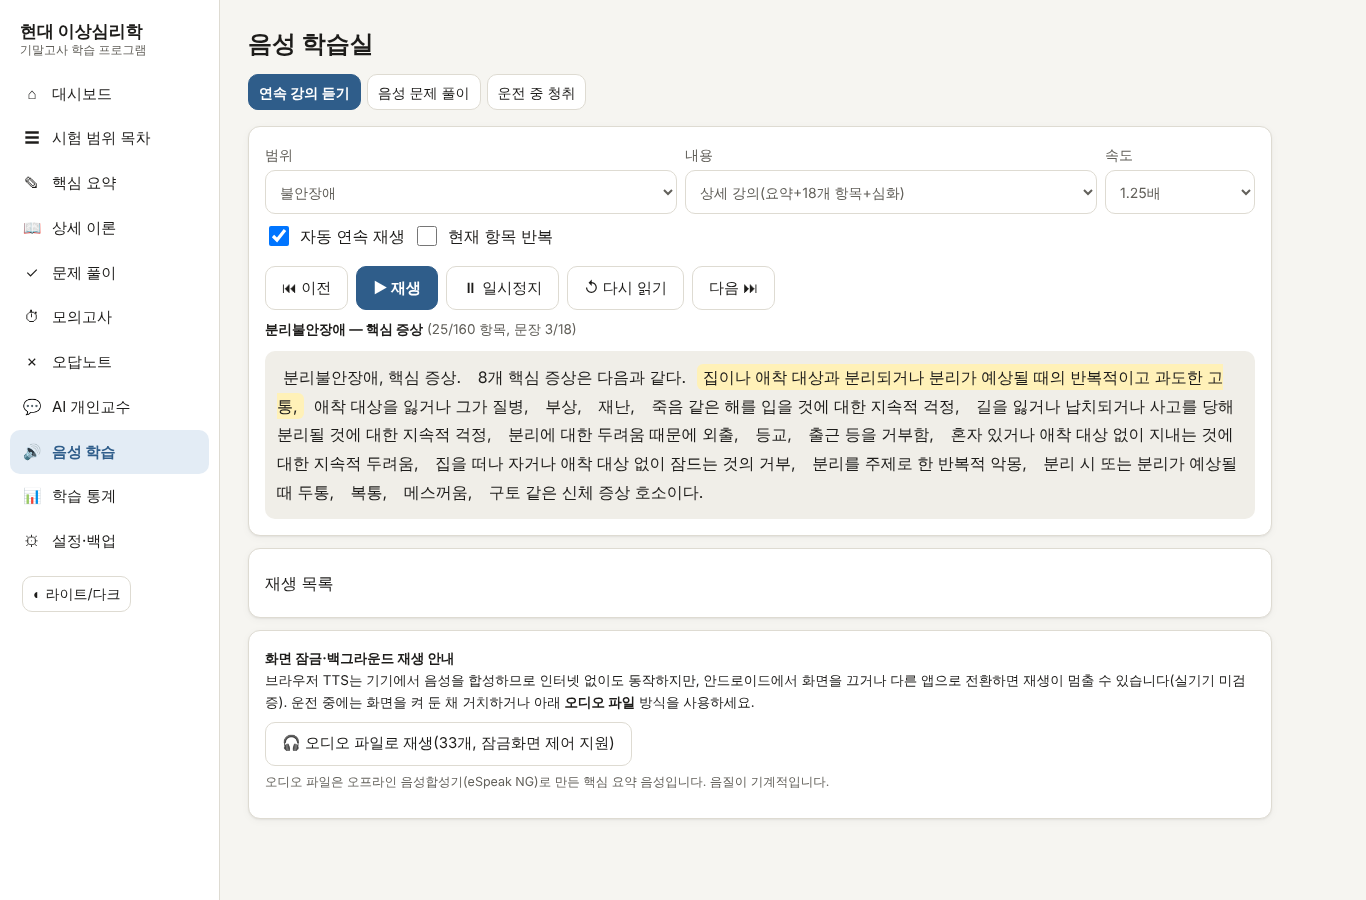 현대 이상심리학
기말고사 학습 프로그램
대시보드
시험 범위 목차
핵심 요약
상세 이론
문제 풀이
모의고사
오답노트
AI 개인교수
음성 학습
학습 통계
설정·백업
라이트/다크
음성 학습실
연속 강의 듣기 음성 문제 풀이 운전 중 청취
범위 내용 속도
불안장애 상세 강의(요약+18개 항목+심화) 1.25배
자동 연속 재생 현재 항목 반복
⏮ 이전 ▶ 재생 ⏸ 일시정지 ↺ 다시 읽기 다음 ⏭
분리불안장애 — 핵심 증상 (25/160 항목, 문장 3/18)
분리불안장애, 핵심 증상. 8개 핵심 증상은 다음과 같다. 집이나 애착 대상과 분리되거나 분리가 예상될 때의 반복적이고 과도한 고
통, 애착 대상을 잃거나 그가 질병, 부상, 재난, 죽음 같은 해를 입을 것에 대한 지속적 걱정, 길을 잃거나 납치되거나 사고를 당해
분리될 것에 대한 지속적 걱정, 분리에 대한 두려움 때문에 외출, 등교, 출근 등을 거부함, 혼자 있거나 애착 대상 없이 지내는 것에
대한 지속적 두려움, 집을 떠나 자거나 애착 대상 없이 잠드는 것의 거부, 분리를 주제로 한 반복적 악몽, 분리 시 또는 분리가 예상될
때 두통, 복통, 메스꺼움, 구토 같은 신체 증상 호소이다.
재생 목록
화면 잠금·백그라운드 재생 안내
브라우저 TTS는 기기에서 음성을 합성하므로 인터넷 없이도 동작하지만, 안드로이드에서 화면을 끄거나 다른 앱으로 전환하면 재생이 멈출 수 있습니다(실기기 미검
증). 운전 중에는 화면을 켜 둔 채 거치하거나 아래 오디오 파일 방식을 사용하세요.
🎧 오디오 파일로 재생(33개, 잠금화면 제어 지원)
오디오 파일은 오프라인 음성합성기(eSpeak NG)로 만든 핵심 요약 음성입니다. 음질이 기계적입니다.